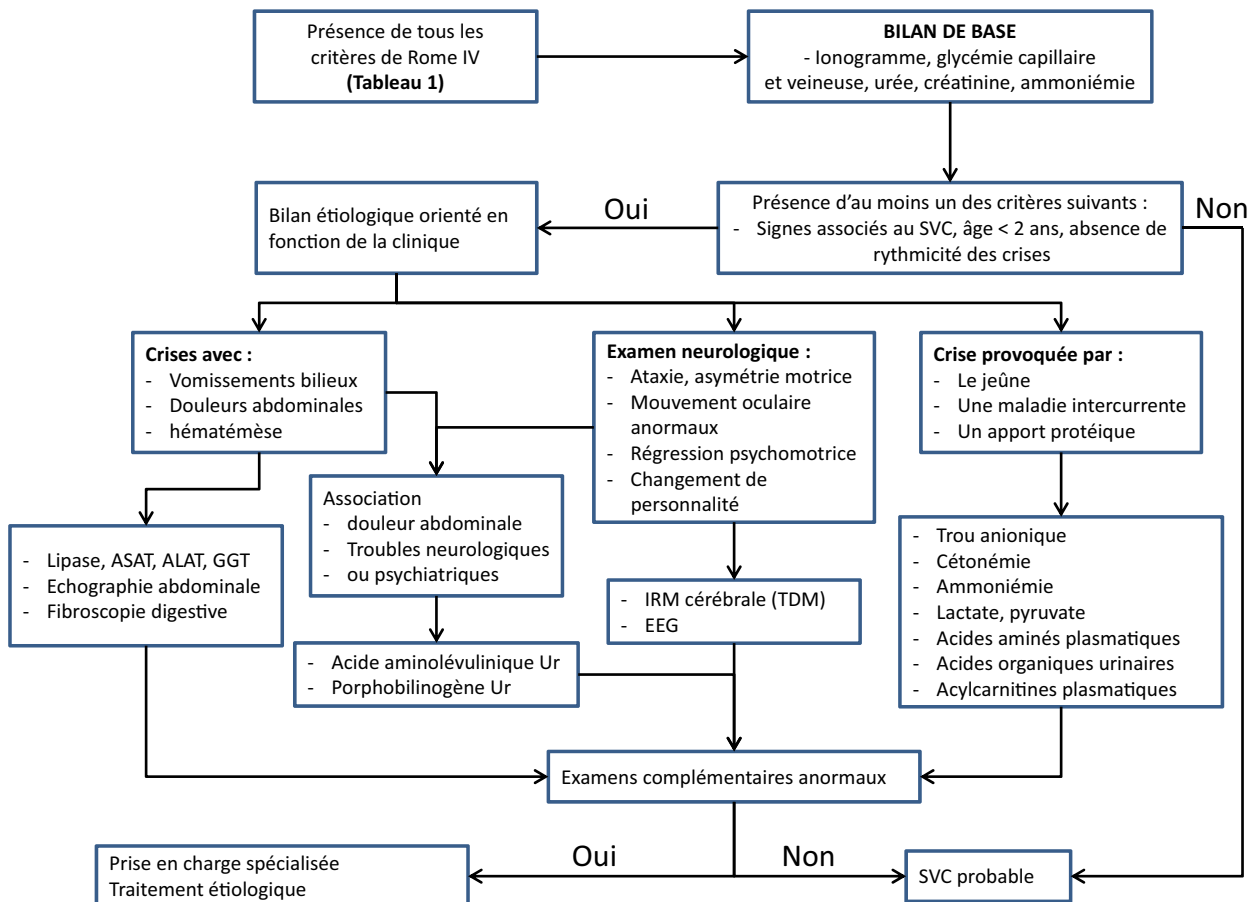 Présence de tous les
critères de Rome IV
(Tableau 1)
BILAN DE BASE
- Ionogramme, glycémie capillaire
et veineuse, urée, créatinine, ammoniémie
Présence d'au moins un des critères suivants :
- Signes associés au SVC, âge < 2 ans, absence de
rythmicité des crises
Oui
Non
Bilan étiologique orienté en
fonction de la clinique
Crises avec :
- Vomissements bilieux
- Douleurs abdominales
- hématémèse
Examen neurologique :
- Ataxie, asymétrie motrice
- Mouvement oculaire
anormaux
- Régression psychomotrice
- Changement de
personnalité
Crise provoquée par :
- Le jeûne
- Une maladie intercurrente
- Un apport protéique
Association
- douleur abdominale
- Troubles neurologiques
- ou psychiatriques
- Lipase, ASAT, ALAT, GGT
- Echographie abdominale
- Fibroscopie digestive
- IRM cérébrale (TDM)
- EEG
- Trou anionique
- Cétonémie
- Ammoniémie
- Lactate, pyruvate
- Acides aminés plasmatiques
- Acides organiques urinaires
- Acylcarnitines plasmatiques
- Acide aminolévulinique Ur
- Porphobilinogène Ur
Examens complémentaires anormaux
Oui
Non
Prise en charge spécialisée
Traitement étiologique
SVC probable